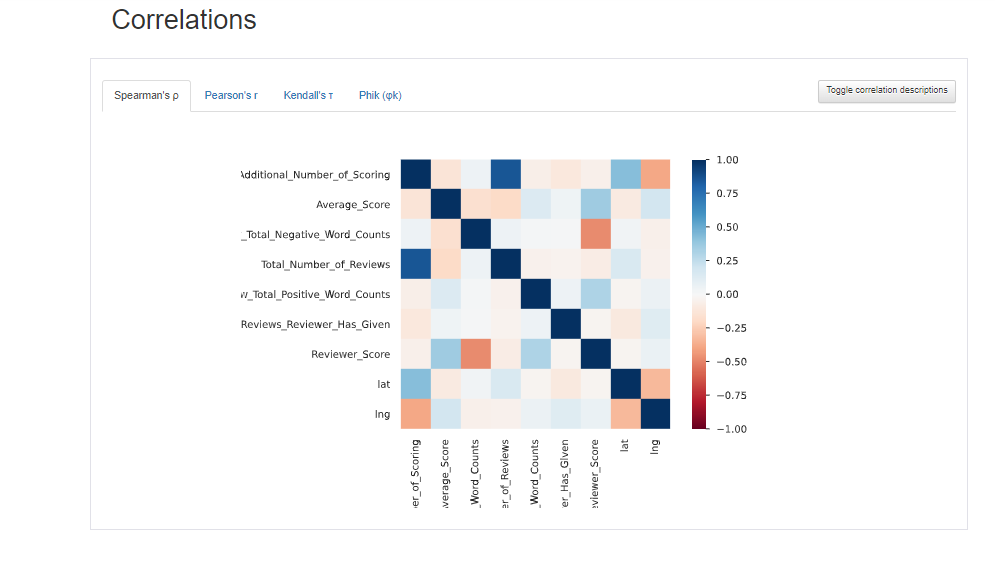 Correlations
Spearman's ρ
Pearson's r
Kendall's τ
Phik (φk)
Toggle correlation descriptions
Additional_Number_of_Scoring
Average_Score
_Total_Negative_Word_Counts
Total_Number_of_Reviews
w_Total_Positive_Word_Counts
Reviews_Reviewer_Has_Given
Reviewer_Score
lat
lng
1.00
0.75
0.50
0.25
0.00
−0.25
−0.50
−0.75
−1.00
er_of_Scoring
verage_Score
_Word_Counts
er_of_Reviews
_Word_Counts
er_Has_Given
eviewer_Score
lat
lng